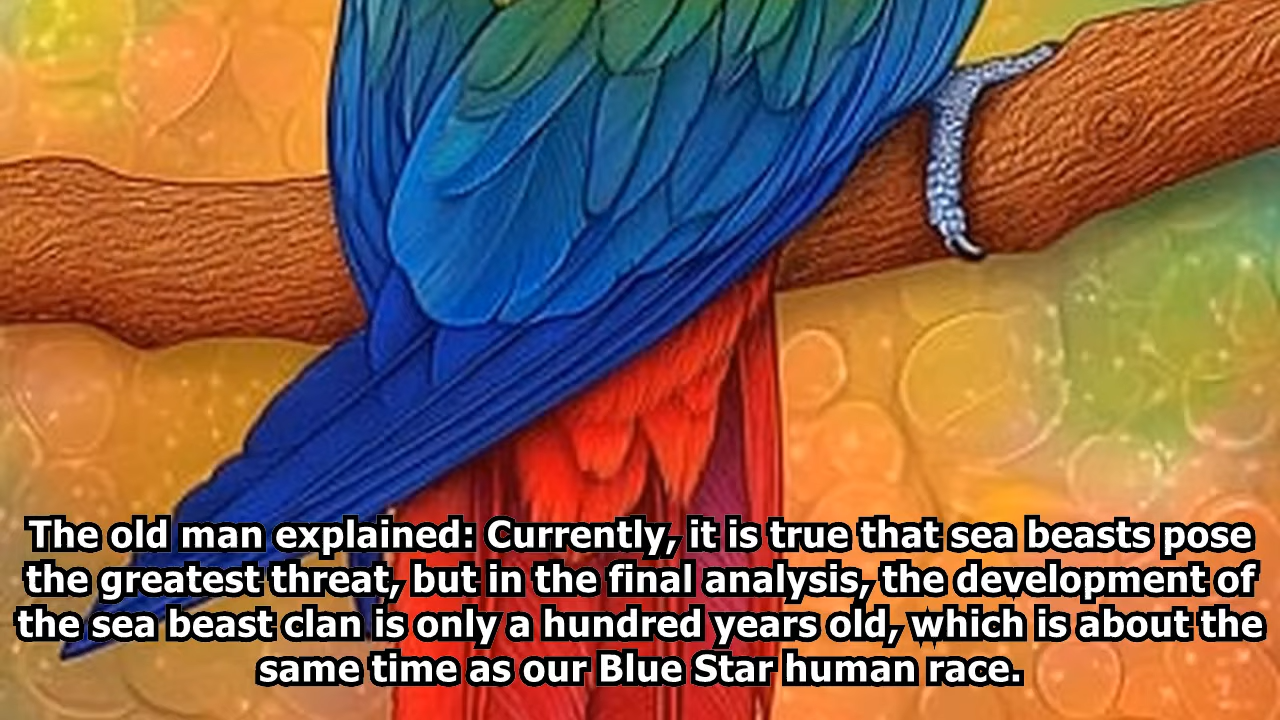 The old man explained: Currently, it is true that sea beasts pose
the greatest threat, but in the final analysis, the development of
the sea beast clan is only a hundred years old, which is about the
same time as our Blue Star human race.